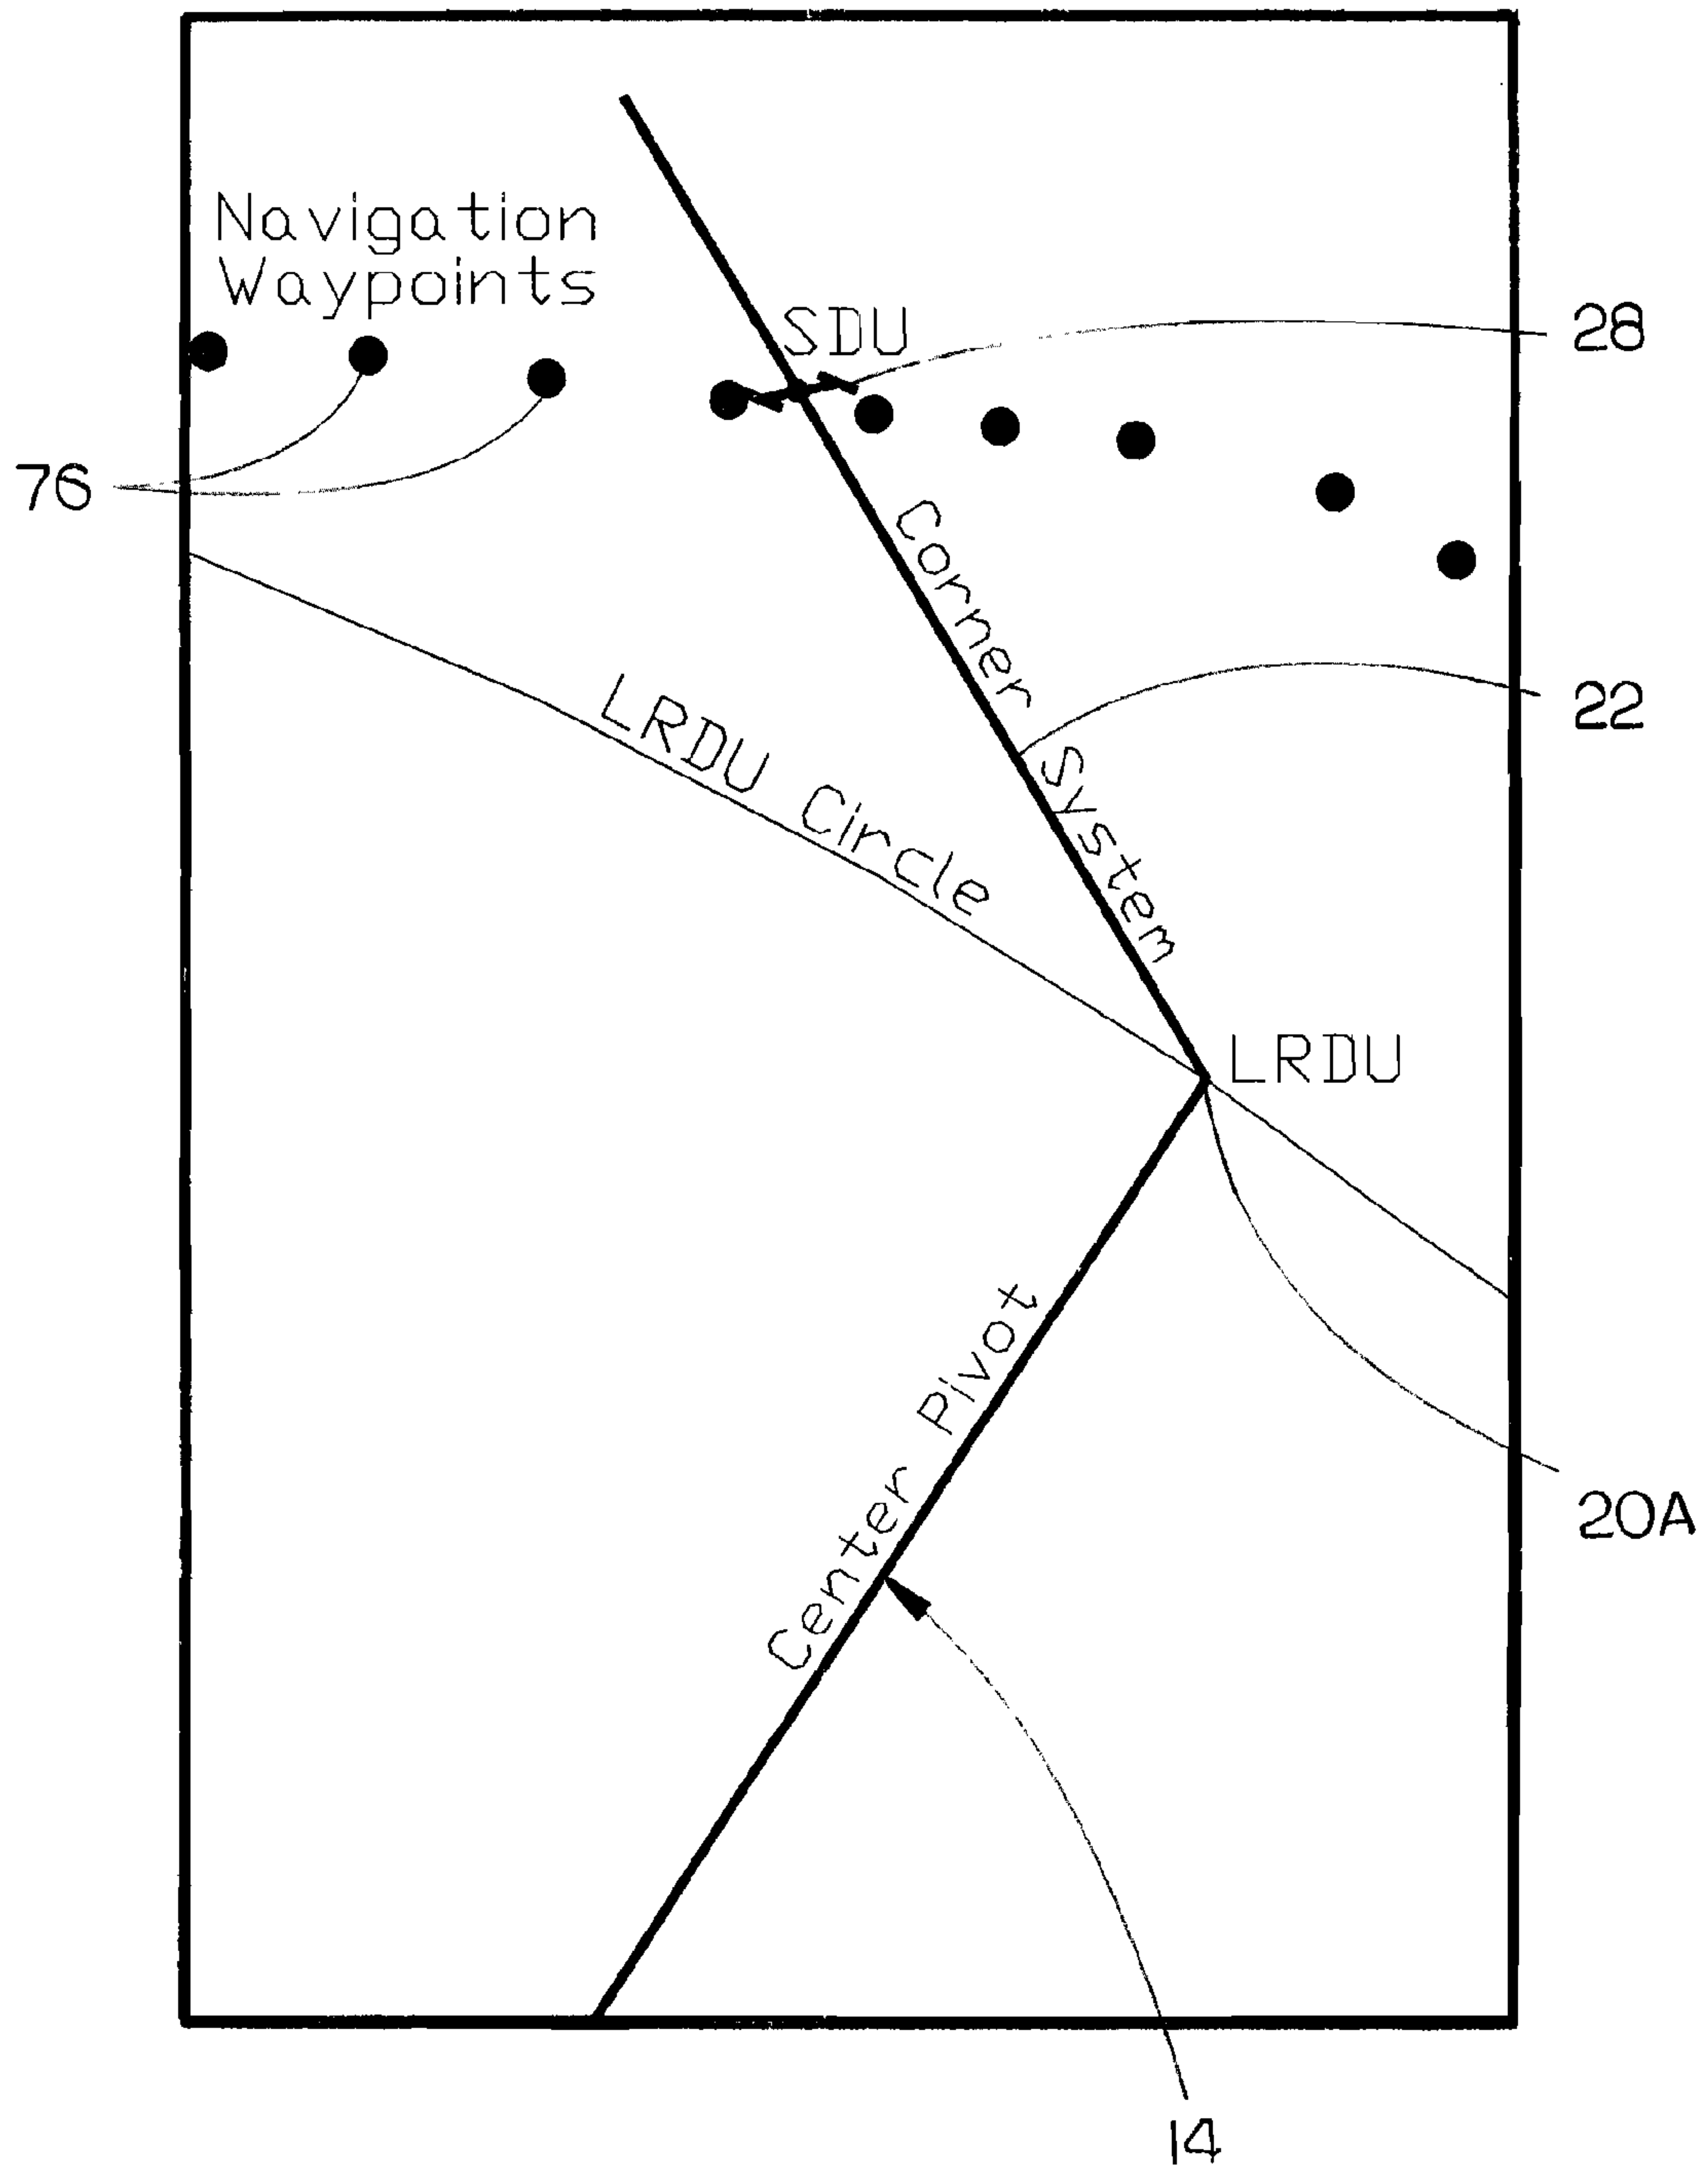 Navigation
Waypoints
SDU
28
76
Corner System
22
LRDU Circle
LRDU
Center Pivot
20A
14